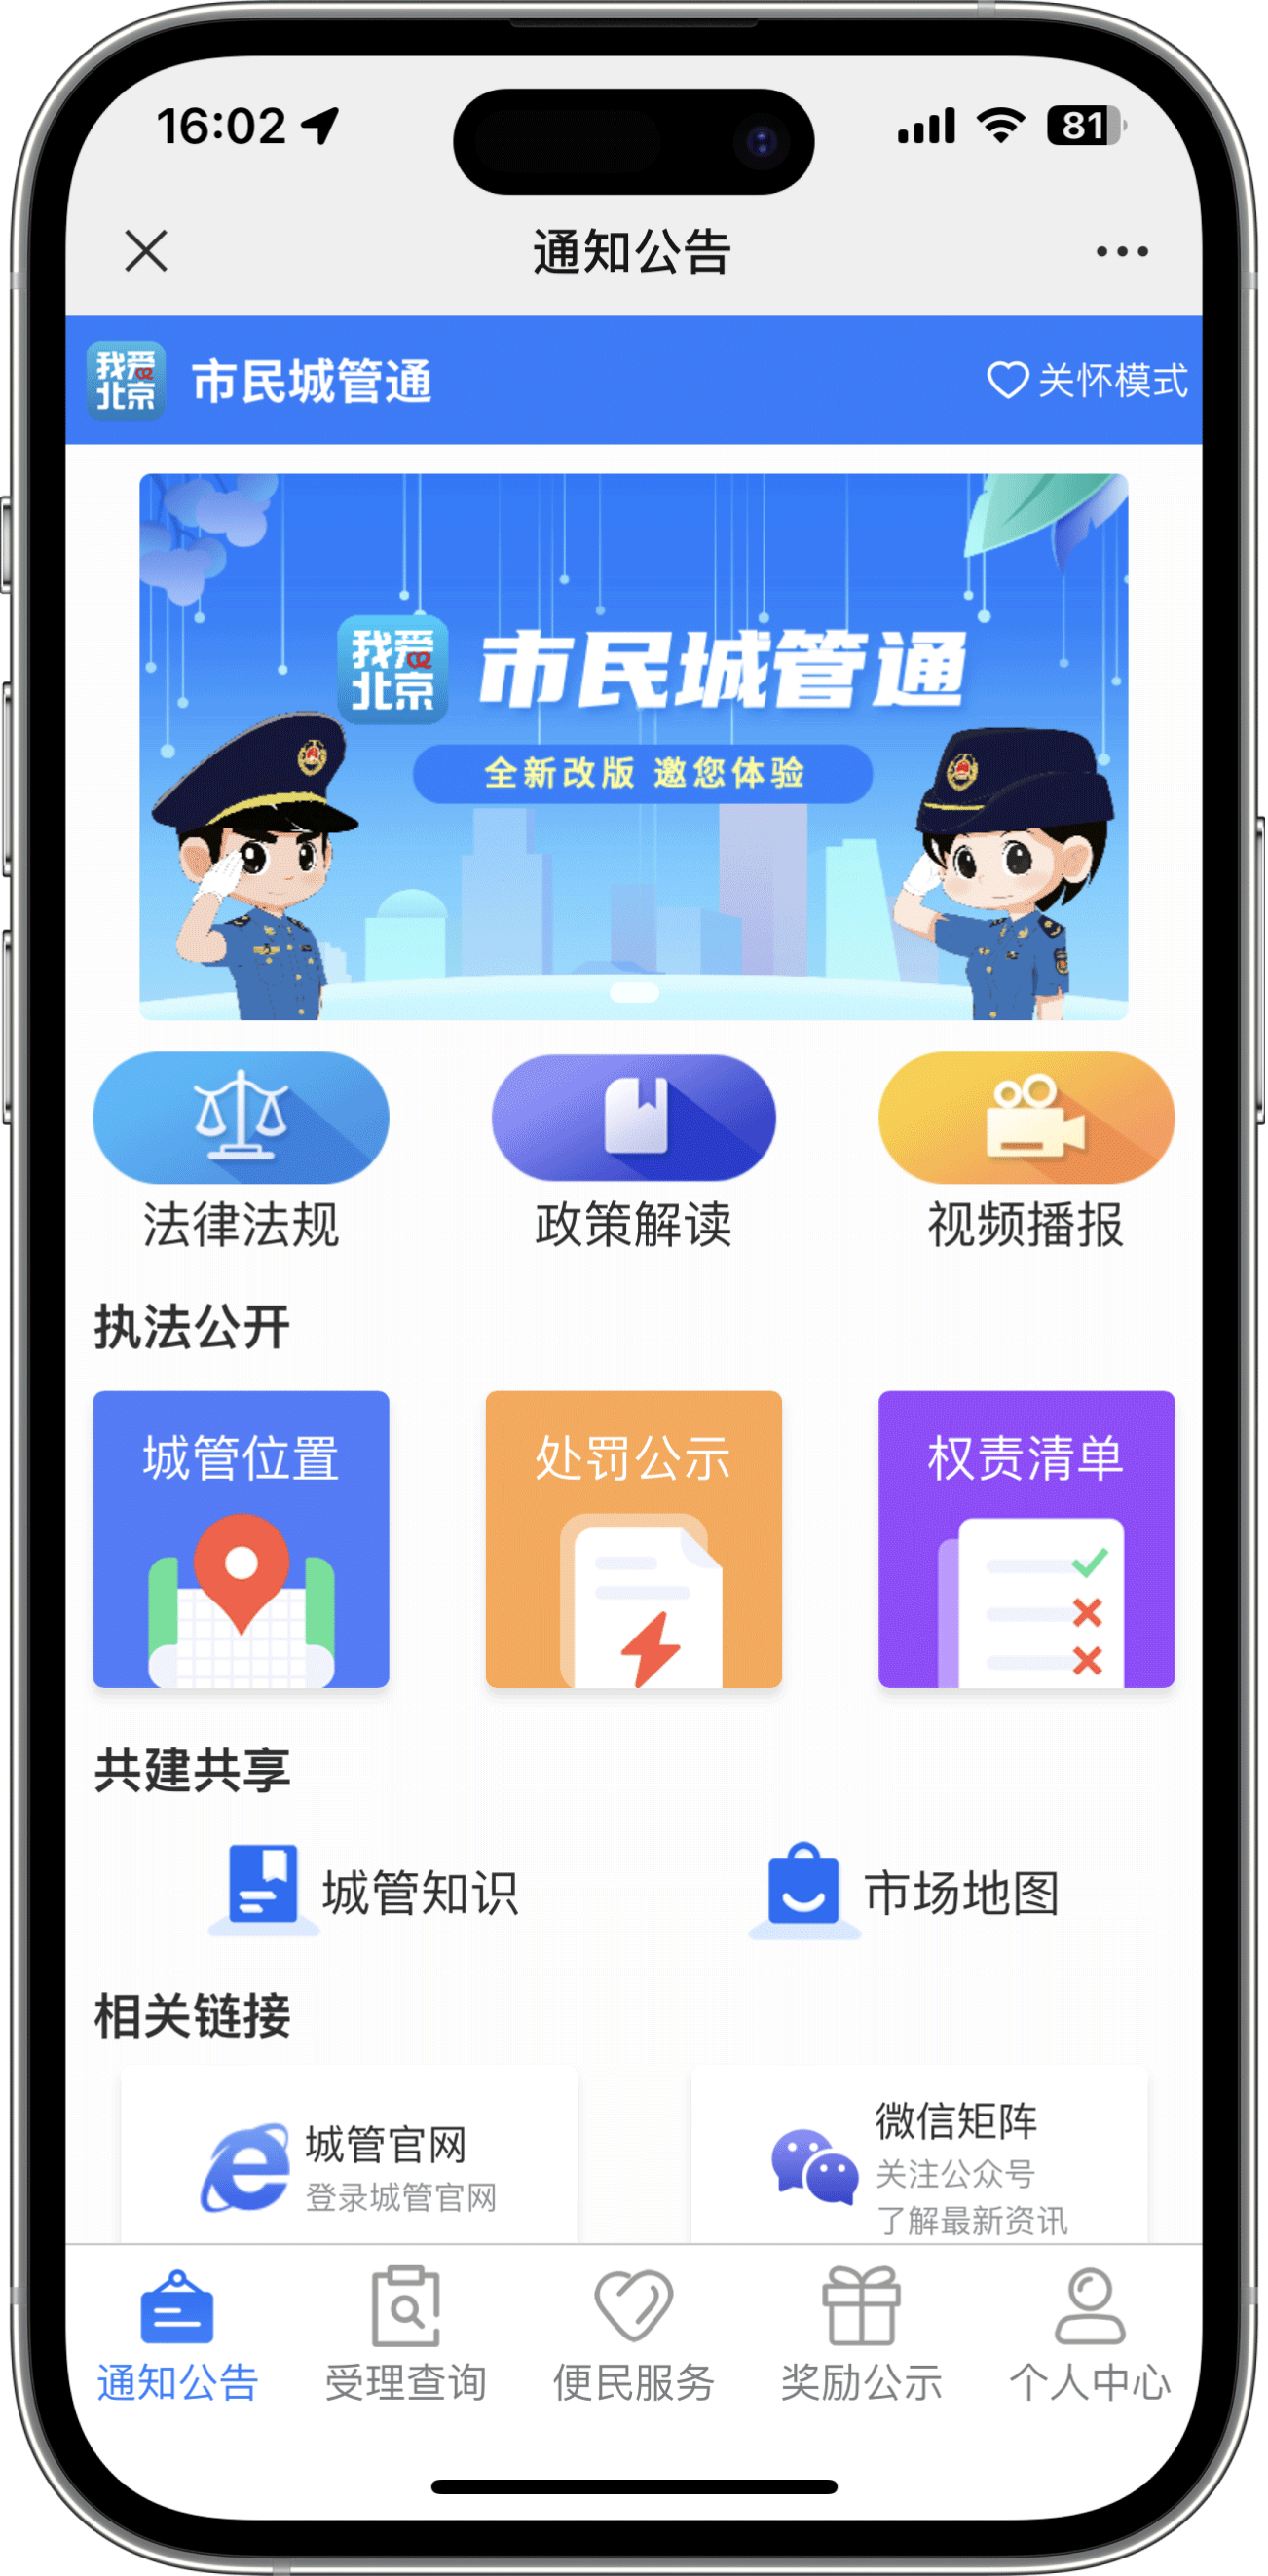 16:02
81
通知公告
我爱
北京
市民城管通
关怀模式
我爱
北京
市民城管通
全新改版 邀您体验
法律法规
政策解读
视频播报
执法公开
城管位置
处罚公示
权责清单
共建共享
城管知识
市场地图
相关链接
城管官网
登录城管官网
微信矩阵
关注公众号
了解最新资讯
通知公告
受理查询
便民服务
奖励公示
个人中心